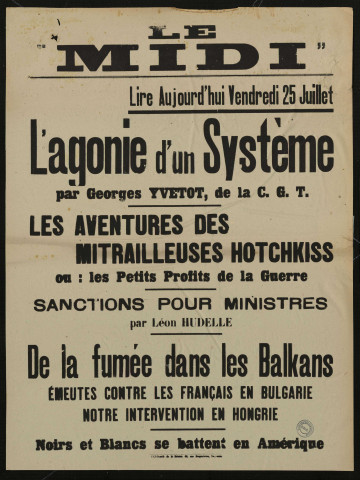 LE
"MIDI"
Lire Aujourd'hui Vendredi 25 Juillet
L'agonie d'un Système
par Georges YVETOT, de la C. G. T.
LES AVENTURES DES
MITRAILLEUSES HOTCHKISS
ou : les Petits Profits de la Guerre
SANCTIONS POUR MINISTRES
par Léon HUDELLE
De la fumée dans les Balkans
ÉMEUTES CONTRE LES FRANÇAIS EN BULGARIE
NOTRE INTERVENTION EN HONGRIE
Noirs et Blancs se battent en Amérique